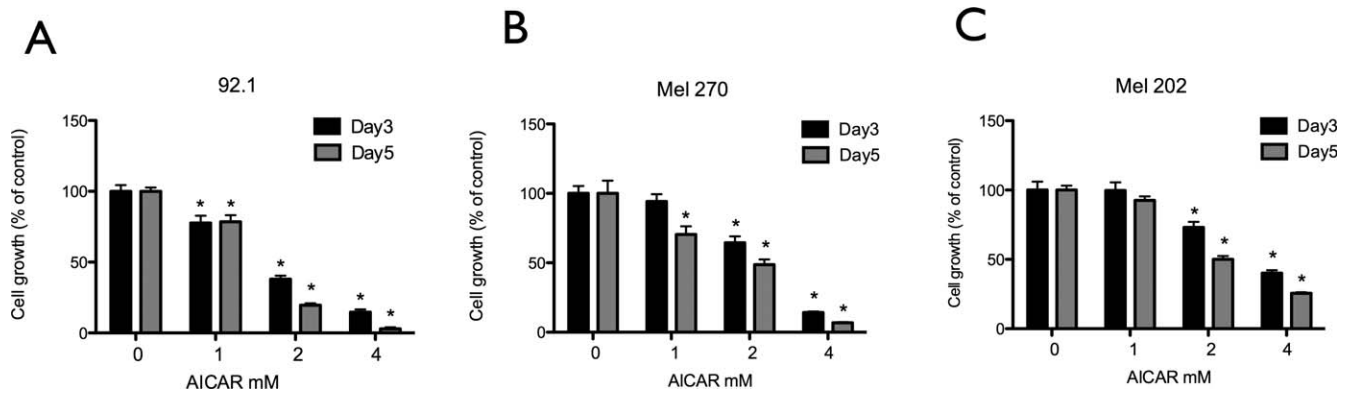 A
92.1
Day3
Day5
Cell growth (% of control)
150
100
50
0
* *
*
*
*
*
0 1 2 4
AICAR mM
B
Mel 270
Day3
Day5
Cell growth (% of control)
150
100
50
0
*
*
*
*
*
0 1 2 4
AICAR mM
C
Mel 202
Day3
Day5
Cell growth (% of control)
150
100
50
0
*
*
*
*
0 1 2 4
AICAR mM